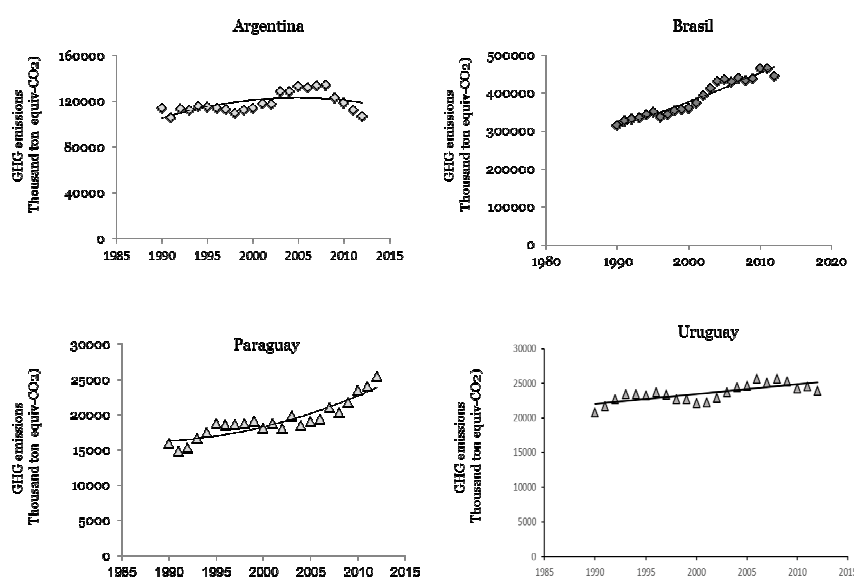 Argentina
GHG emissions
Thousand ton equiv-CO2)
160000
120000
80000
40000
0
1985 1990 1995 2000 2005 2010 2015
Brasil
GHG emissions
Thousand ton equiv-CO2)
500000
400000
300000
200000
100000
0
1980 1990 2000 2010 2020
Paraguay
GHG emissions
Thousand ton equiv-CO2)
30000
25000
20000
15000
10000
5000
0
1985 1990 1995 2000 2005 2010 2015
Uruguay
GHG emissions
Thousand ton equiv-CO2)
30000
25000
20000
15000
10000
5000
0
1985 1990 1995 2000 2005 2010 2015